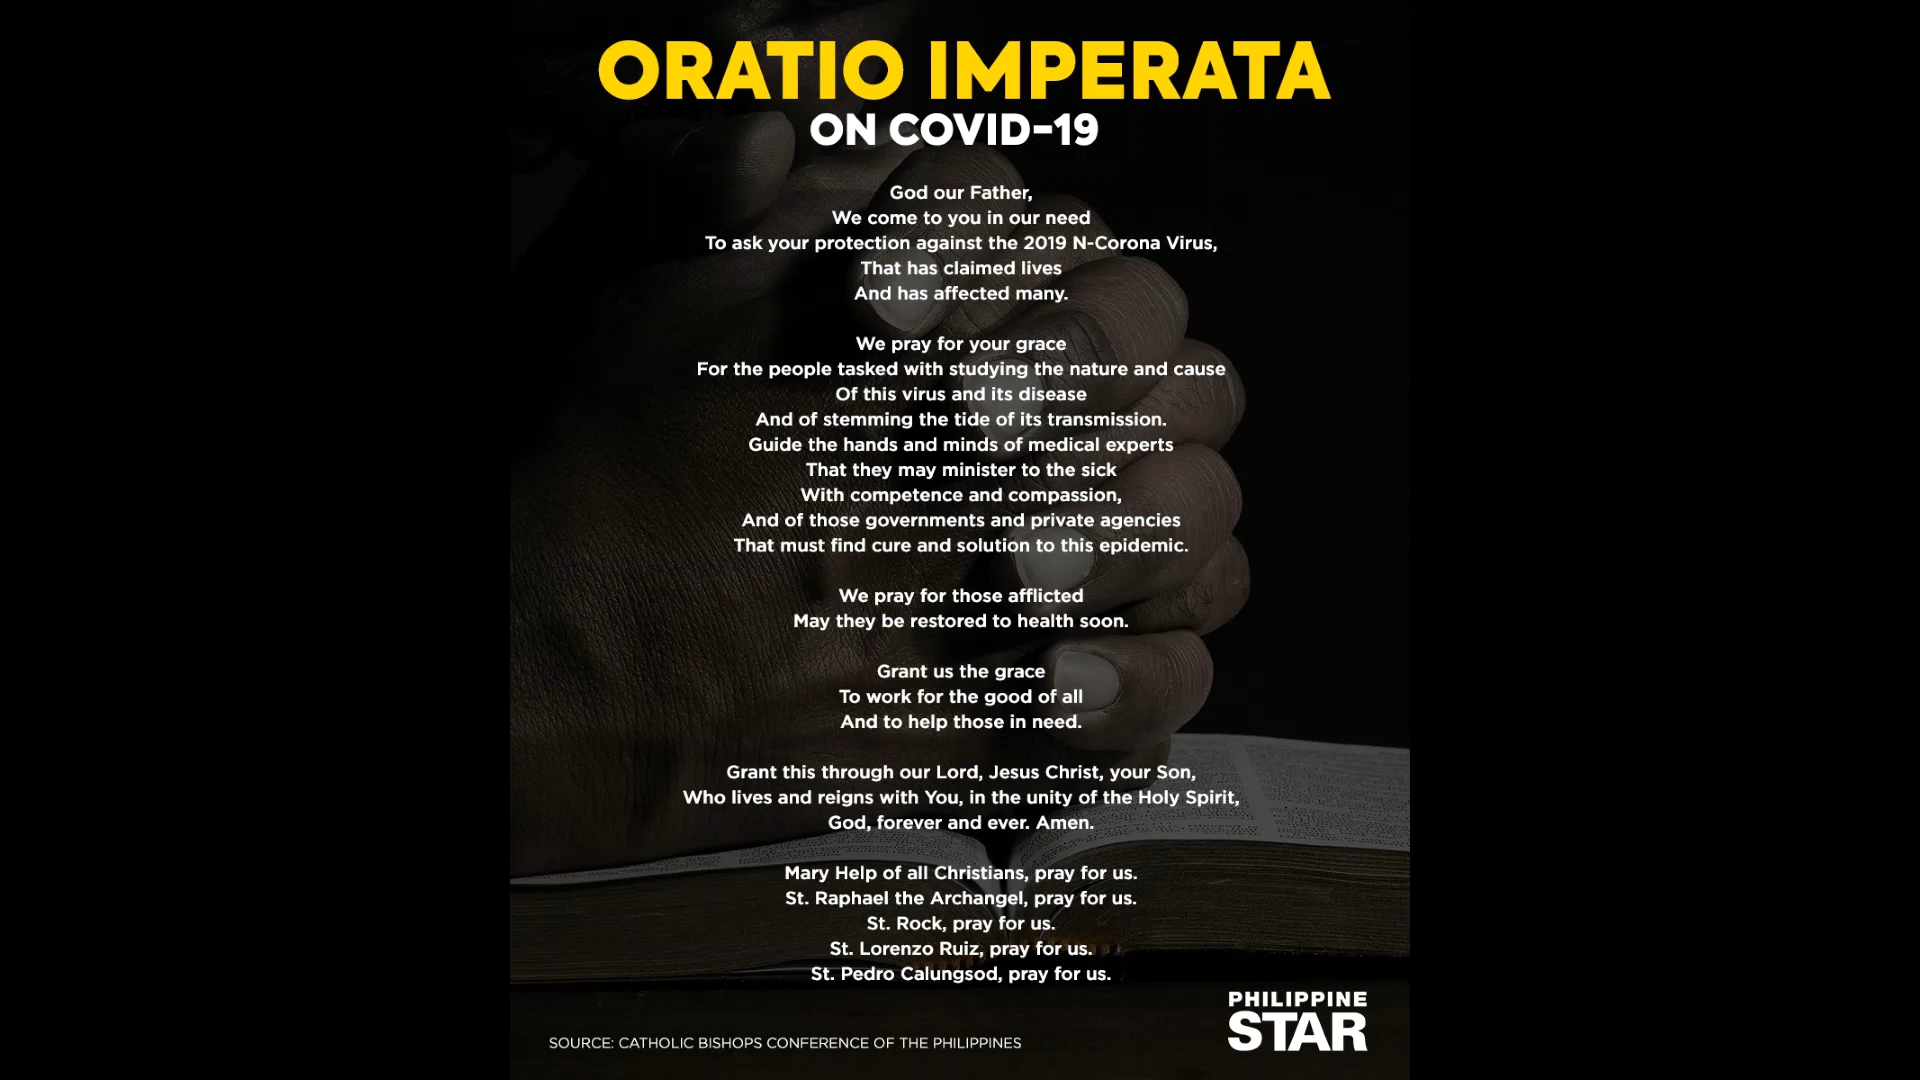 ORATIO IMPERATA
ON COVID-19
God our Father,
We come to you in our need
To ask your protection against the 2019 N-Corona Virus,
That has claimed lives
And has affected many.
We pray for your grace
For the people tasked with studying the nature and cause
Of this virus and its disease
And of stemming the tide of its transmission.
Guide the hands and minds of medical experts
That they may minister to the sick
With competence and compassion,
And of those governments and private agencies
That must find cure and solution to this epidemic.
We pray for those afflicted
May they be restored to health soon.
Grant us the grace
To work for the good of all
And to help those in need.
Grant this through our Lord, Jesus Christ, your Son,
Who lives and reigns with You, in the unity of the Holy Spirit,
God, forever and ever. Amen.
Mary Help of all Christians, pray for us.
St. Raphael the Archangel, pray for us.
St. Rock, pray for us.
St. Lorenzo Ruiz, pray for us.
St. Pedro Calungsod, pray for us.
PHILIPPINE
STAR
SOURCE: CATHOLIC BISHOPS CONFERENCE OF THE PHILIPPINES